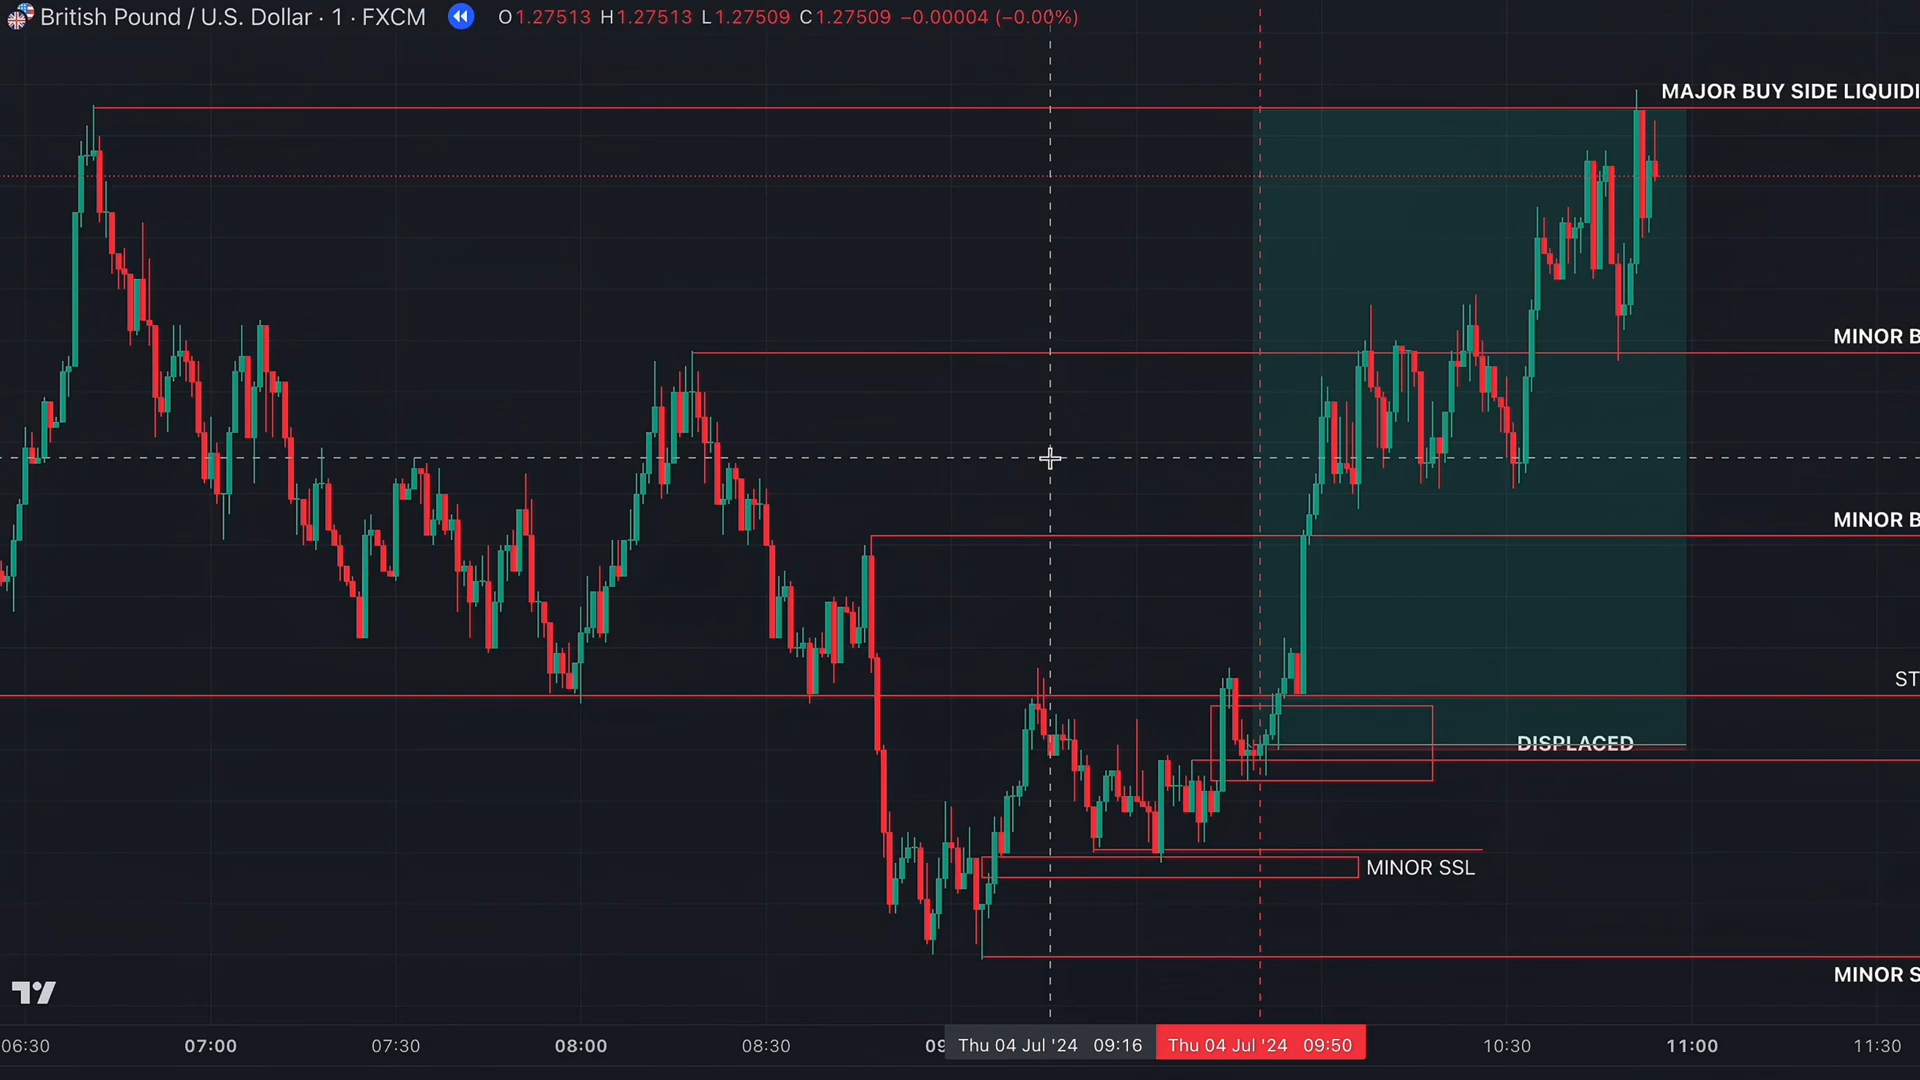 British Pound / U.S. Dollar · 1 · FXCM O1.27513 H1.27513 L1.27509 C1.27509 −0.00004 (−0.00%)
MAJOR BUY SIDE LIQUIDI
MINOR B
MINOR B
ST
DISPLACED
MINOR SSL
MINOR S
06:30 07:00 07:30 08:00 08:30 09 Thu 04 Jul '24 09:16 Thu 04 Jul '24 09:50 10:30 11:00 11:30